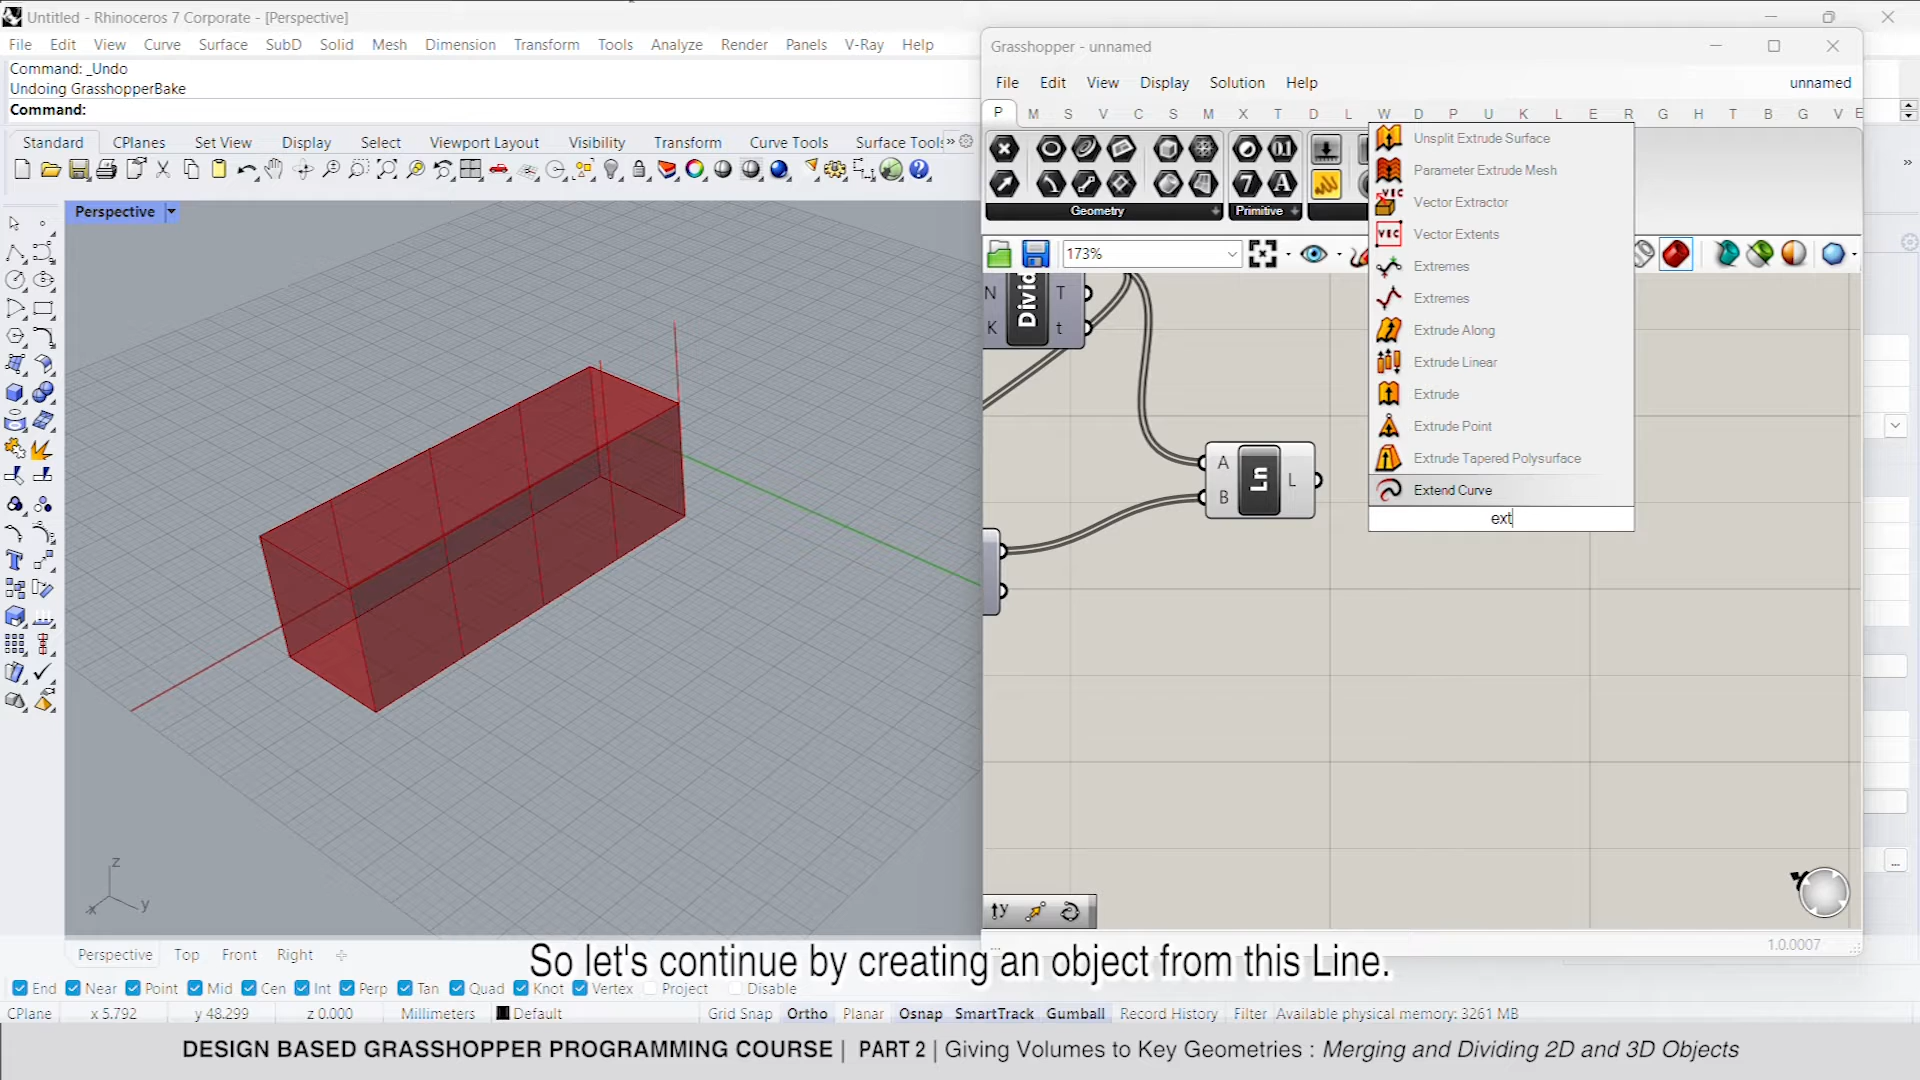 Untitled - Rhinoceros 7 Corporate - [Perspective]
File Edit View Curve Surface SubD Solid Mesh Dimension Transform Tools Analyze Render Panels V-Ray Help
Command: _Undo
Undoing GrasshopperBake
Command:
Standard CPlanes Set View Display Select Viewport Layout Visibility Transform Curve Tools Surface Tools »
Perspective
z
x y
Perspective Top Front Right
End Near Point Mid Cen Int Perp Tan Quad Knot Vertex Project Disable
CPlane x 5.792 y 48.299 z 0.000 Millimeters Default Grid Snap Ortho Planar Osnap SmartTrack Gumball Record History Filter Available physical memory: 3261 MB
Grasshopper - unnamed
File Edit View Display Solution Help unnamed
P M S V C S M X T D L W D P U K L E R G H T B G V E
Geometry Primitive
173%
N T
K t
Divid
A
B
Ln
L
Unsplit Extrude Surface
Parameter Extrude Mesh
Vector Extractor
Vector Extents
Extremes
Extremes
Extrude Along
Extrude Linear
Extrude
Extrude Point
Extrude Tapered Polysurface
Extend Curve
ext
1.0.0007
So let's continue by creating an object from this Line.
DESIGN BASED GRASSHOPPER PROGRAMMING COURSE | PART 2 | Giving Volumes to Key Geometries : Merging and Dividing 2D and 3D Objects